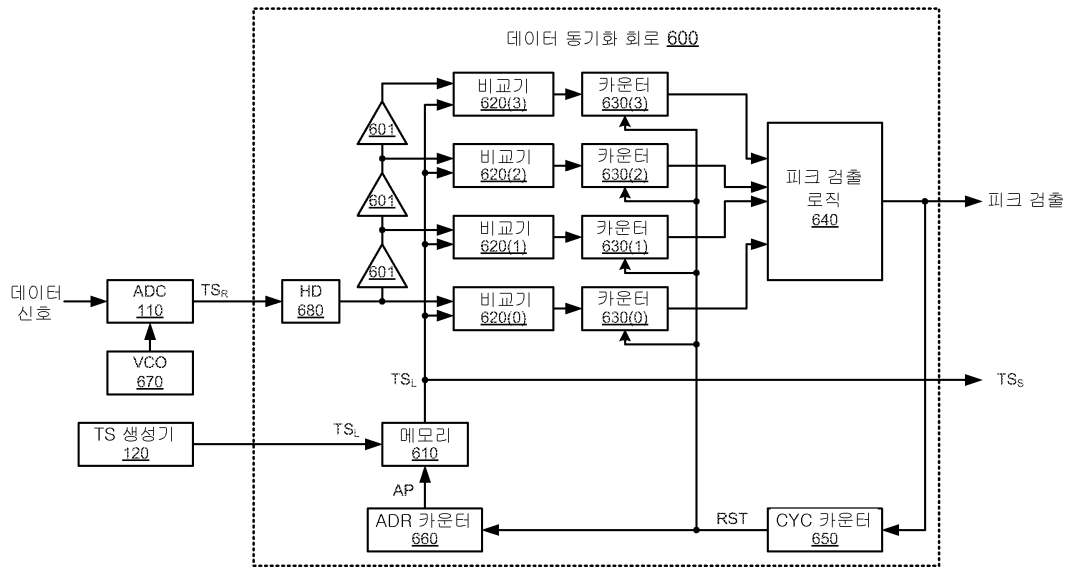 데이터 동기화 회로 600
비교기
620(3)
카운터
630(3)
601
비교기
620(2)
카운터
630(2)
601
피크 검출
로직
640
피크 검출
비교기
620(1)
카운터
630(1)
601
데이터
신호
ADC
110
TSR
HD
680
비교기
620(0)
카운터
630(0)
VCO
670
TSL
TSS
TS 생성기
120
TSL
메모리
610
AP
ADR 카운터
660
RST
CYC 카운터
650